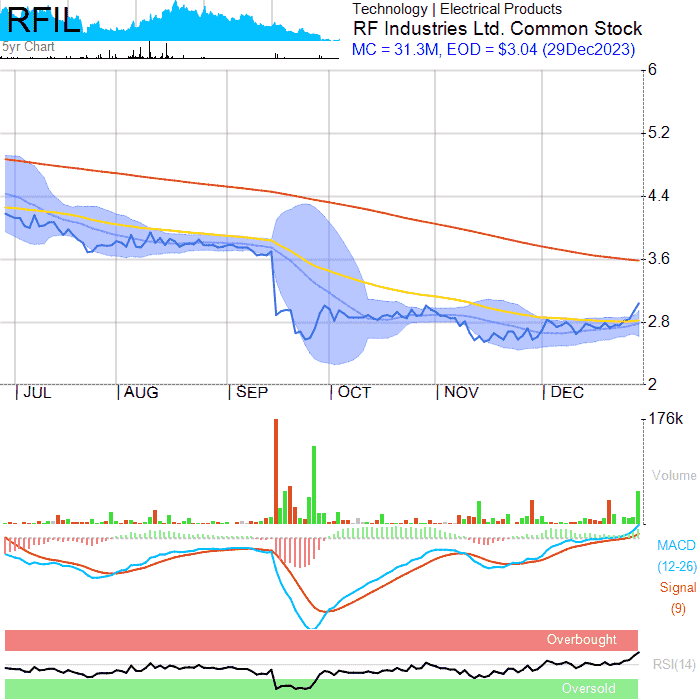 RFIL
5yr Chart
Technology | Electrical Products
RF Industries Ltd. Common Stock
MC = 31.3M, EOD = $3.04 (29Dec2023)
6
5.2
4.4
3.6
2.8
2
JUL AUG SEP OCT NOV DEC
176k
Volume
MACD
(12-26)
Signal
(9)
Overbought
RSI(14)
Oversold